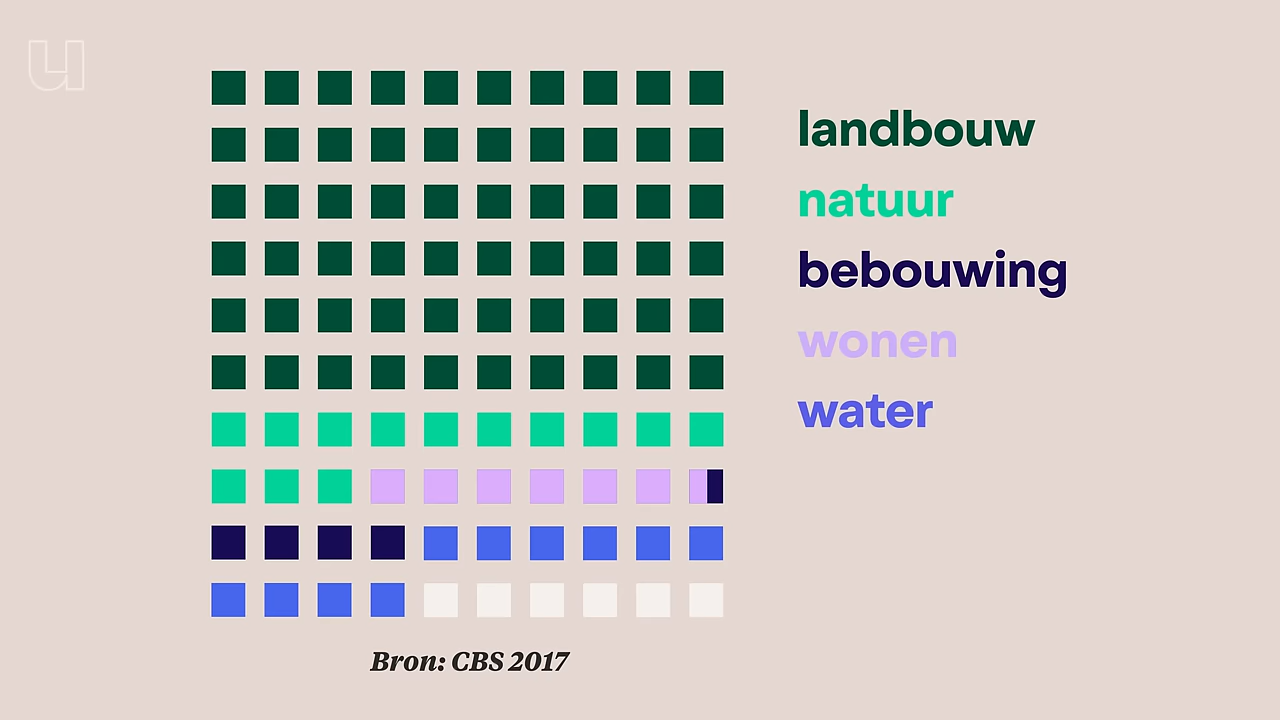 u
landbouw
natuur
bebouwing
wonen
water
Bron: CBS 2017